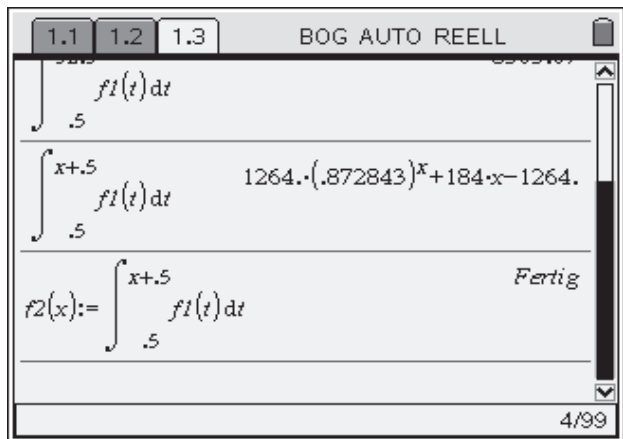 1.1 1.2 1.3 BOG AUTO REELL
f1(t)dt
.5
x+.5
f1(t)dt 1264.·(.872843)^x+184·x−1264.
.5
x+.5 Fertig
f2(x):= ∫ f1(t)dt
.5
4/99